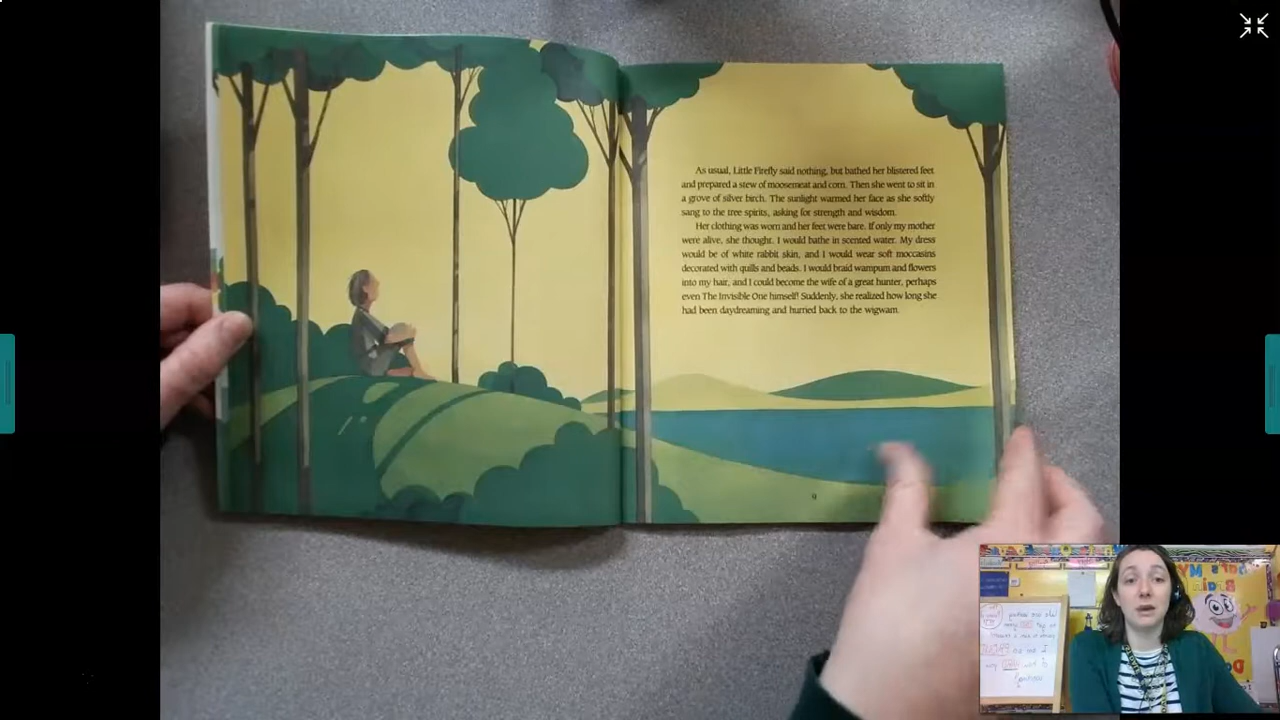 As usual, Little Firefly said nothing, but bathed her blistered feet
and prepared a stew of moosemeat and corn. Then she went to sit in
a grove of silver birch. The sunlight warmed her face as she softly
sang to the tree spirits, asking for strength and wisdom.
Her clothing was worn and her feet were bare. If only my mother
were alive, she thought. I would bathe in scented water. My dress
would be of white rabbit skin, and I would wear soft moccasins
decorated with quills and beads. I would braid wampum and flowers
into my hair, and I could become the wife of a great hunter, perhaps
even The Invisible One himself! Suddenly, she realized how long she
had been daydreaming and hurried back to the wigwam.
9